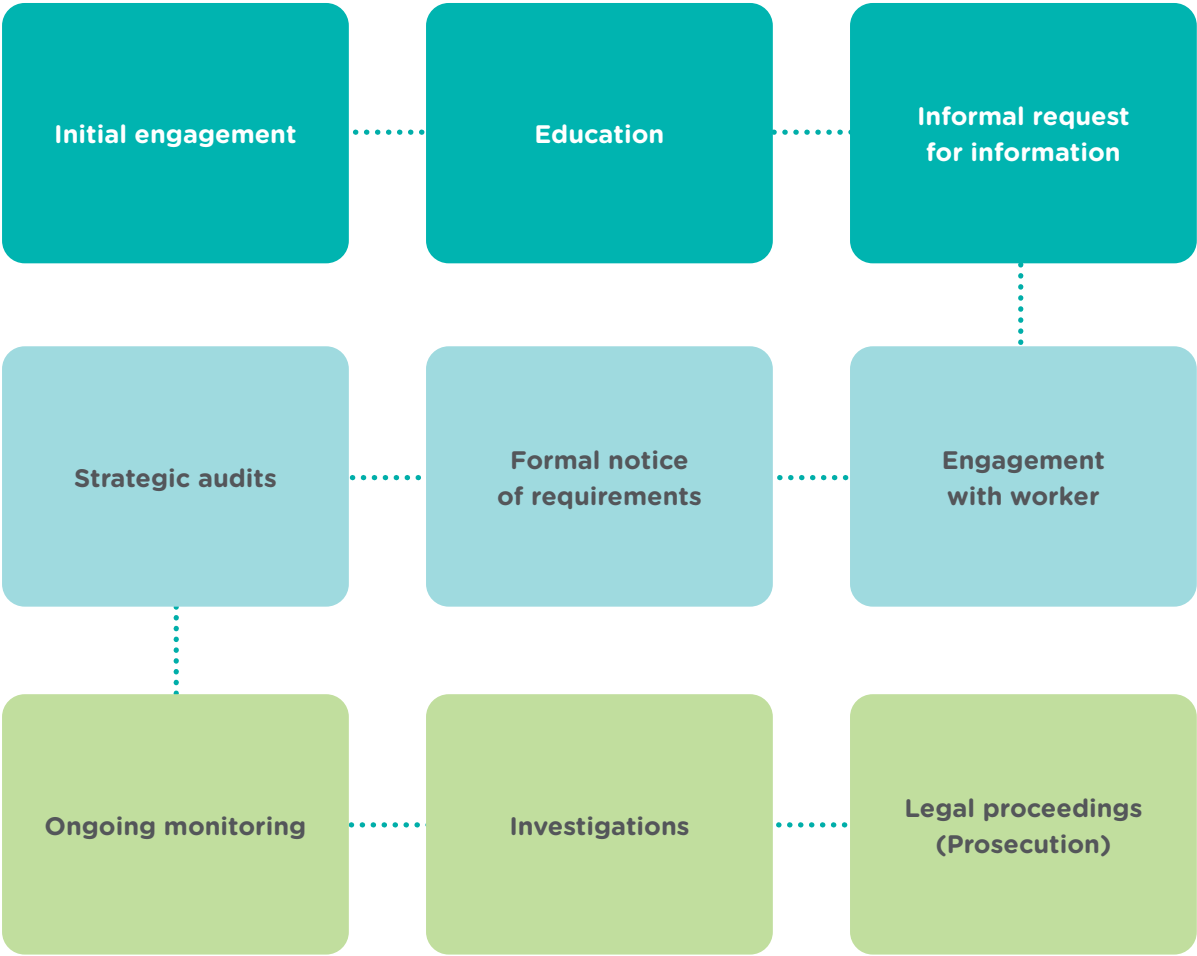 Initial engagement
Education
Informal request
for information
Strategic audits
Formal notice
of requirements
Engagement
with worker
Ongoing monitoring
Investigations
Legal proceedings
(Prosecution)